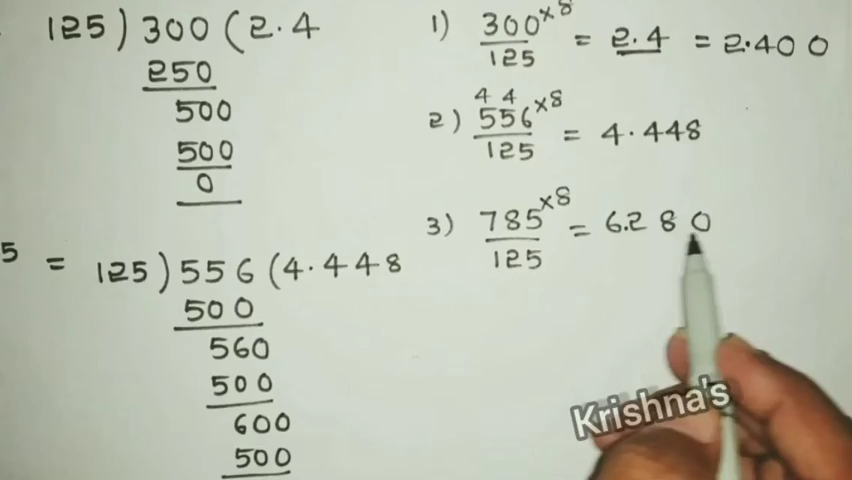 125 ) 300 ( 2.4
250
500
500
0
5 = 125 ) 556 ( 4.448
500
560
500
600
500
1) 300×8 / 125 = 2.4 = 2.400
4 4
2) 556×8 / 125 = 4.448
3) 785×8 / 125 = 6.280
Krishna's